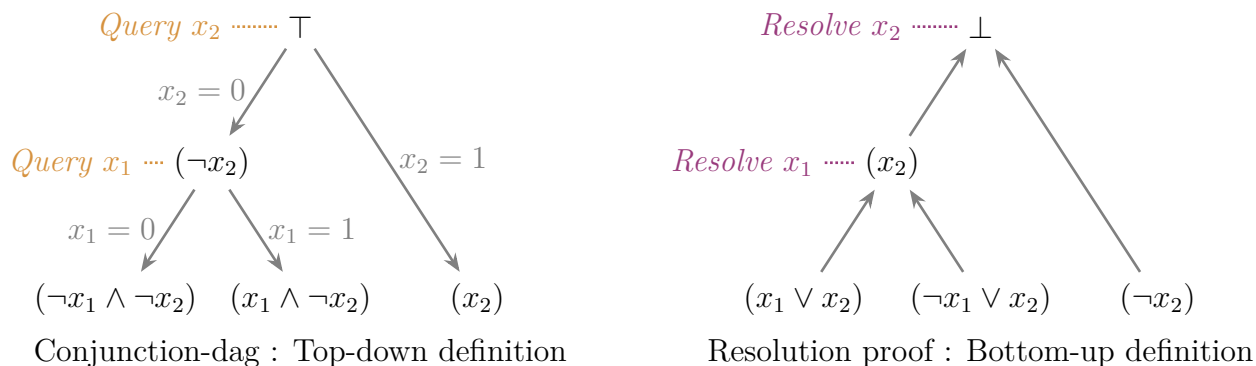 Query x₂ ⊤
x₂ = 0
Query x₁ (¬x₂) x₂ = 1
x₁ = 0 x₁ = 1
(¬x₁ ∧ ¬x₂) (x₁ ∧ ¬x₂) (x₂)
Conjunction-dag : Top-down definition
Resolve x₂ ⊥
Resolve x₁ (x₂)
(x₁ ∨ x₂) (¬x₁ ∨ x₂) (¬x₂)
Resolution proof : Bottom-up definition